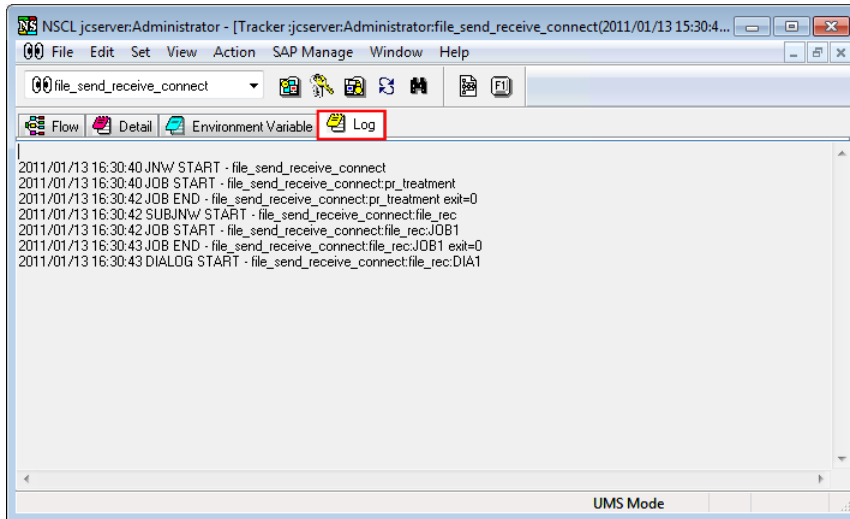 NSCL jcserver:Administrator - [Tracker :jcserver:Administrator:file_send_receive_connect(2011/01/13 15:30:4...
File Edit Set View Action SAP Manage Window Help
file_send_receive_connect
F1
Flow Detail Environment Variable Log
2011/01/13 16:30:40 JNW START - file_send_receive_connect
2011/01/13 16:30:40 JOB START - file_send_receive_connect:pr_treatment
2011/01/13 16:30:42 JOB END - file_send_receive_connect:pr_treatment exit=0
2011/01/13 16:30:42 SUBJNW START - file_send_receive_connect:file_rec
2011/01/13 16:30:42 JOB START - file_send_receive_connect:file_rec:JOB1
2011/01/13 16:30:43 JOB END - file_send_receive_connect:file_rec:JOB1 exit=0
2011/01/13 16:30:43 DIALOG START - file_send_receive_connect:file_rec:DIA1
UMS Mode